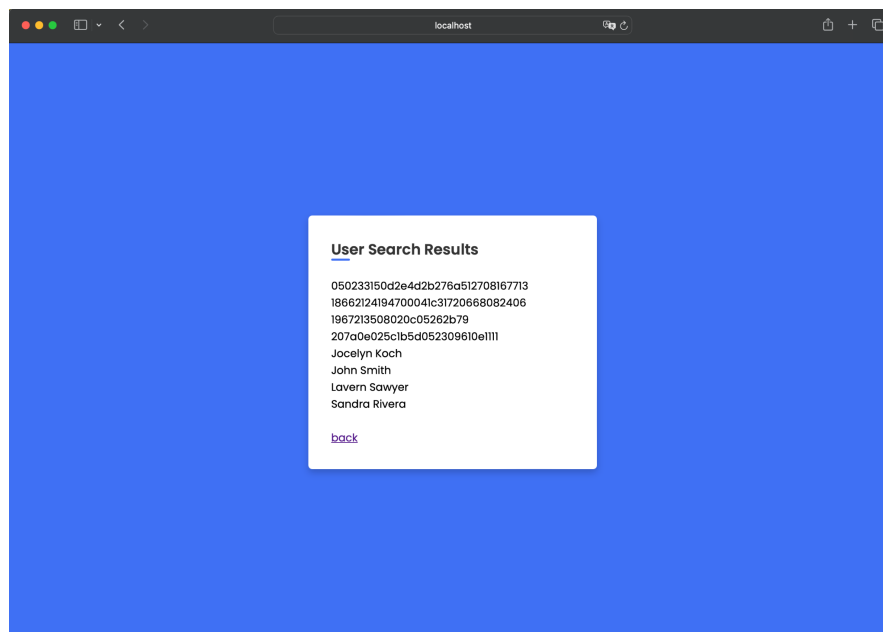 localhost
User Search Results
050233150d2e4d2b276a512708167713
18662124194700041c31720668082406
1967213508020c05262b79
207a0e025c1b5d052309610e1111
Jocelyn Koch
John Smith
Lavern Sawyer
Sandra Rivera
back